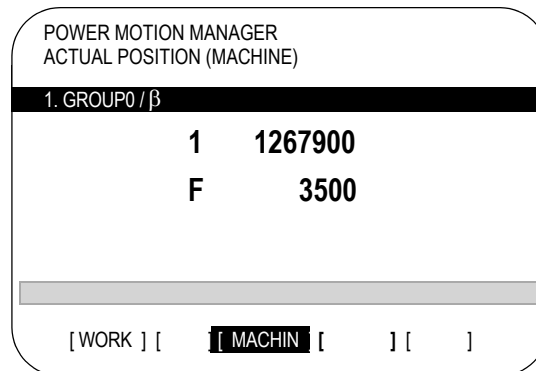 POWER MOTION MANAGER
ACTUAL POSITION (MACHINE)
1. GROUP0 / β
1 1267900
F 3500
[ WORK ] [ ] [ MACHIN ] [ ] [ ]